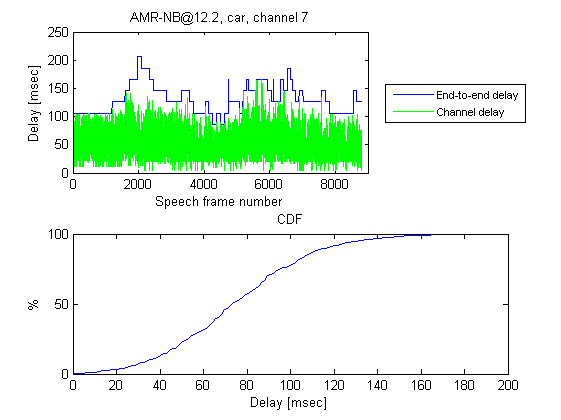 AMR-NB@12.2, car, channel 7
250
200
150
100
50
0
Delay [msec]
0 2000 4000 6000 8000
Speech frame number
End-to-end delay
Channel delay
CDF
100
50
0
%
0 20 40 60 80 100 120 140 160 180 200
Delay [msec]